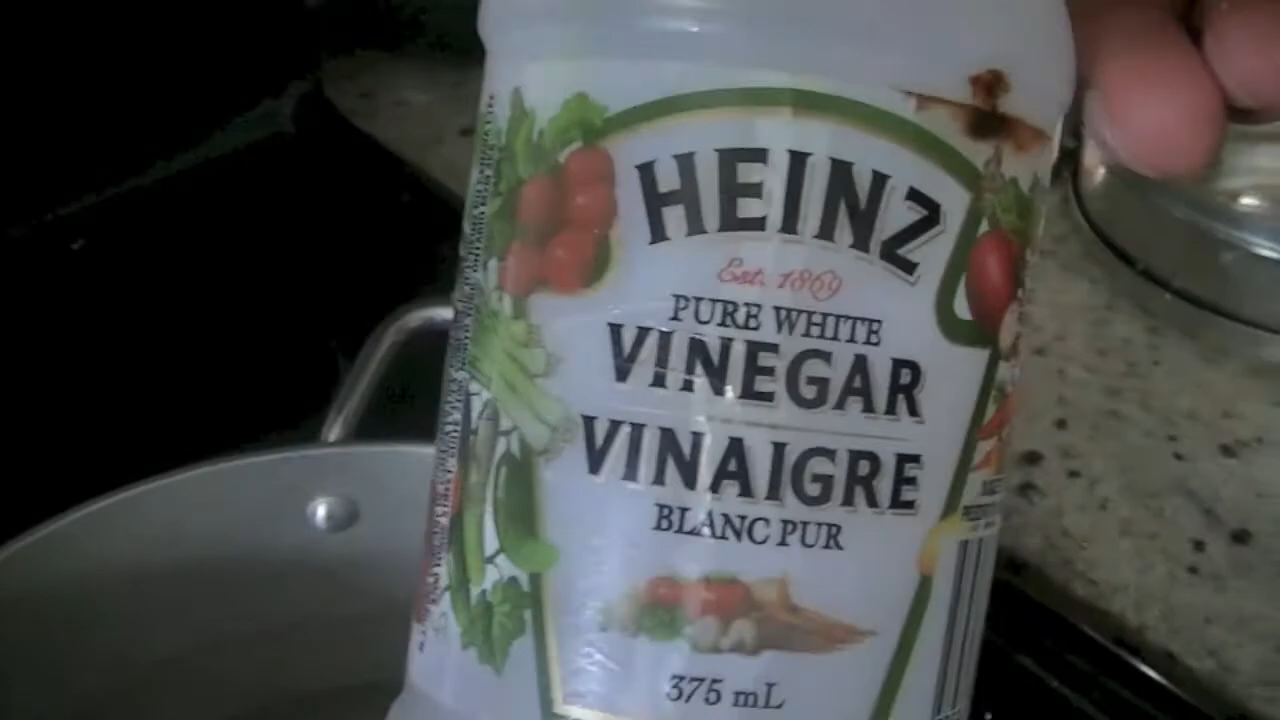 HEINZ
Est. 1869
PURE WHITE
VINEGAR
VINAIGRE
BLANC PUR
375 mL